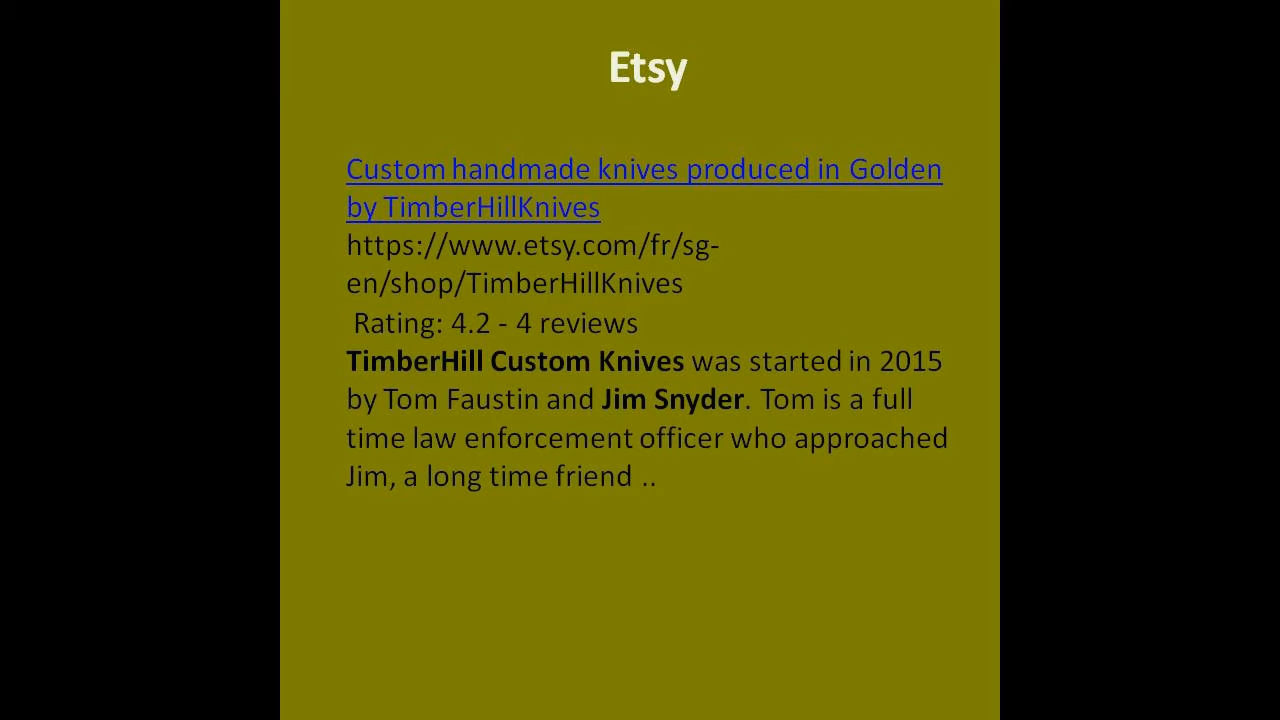 Etsy
Custom handmade knives produced in Golden
by TimberHillKnives
https://www.etsy.com/fr/sg-
en/shop/TimberHillKnives
Rating: 4.2 - 4 reviews
TimberHill Custom Knives was started in 2015
by Tom Faustin and Jim Snyder. Tom is a full
time law enforcement officer who approached
Jim, a long time friend ..